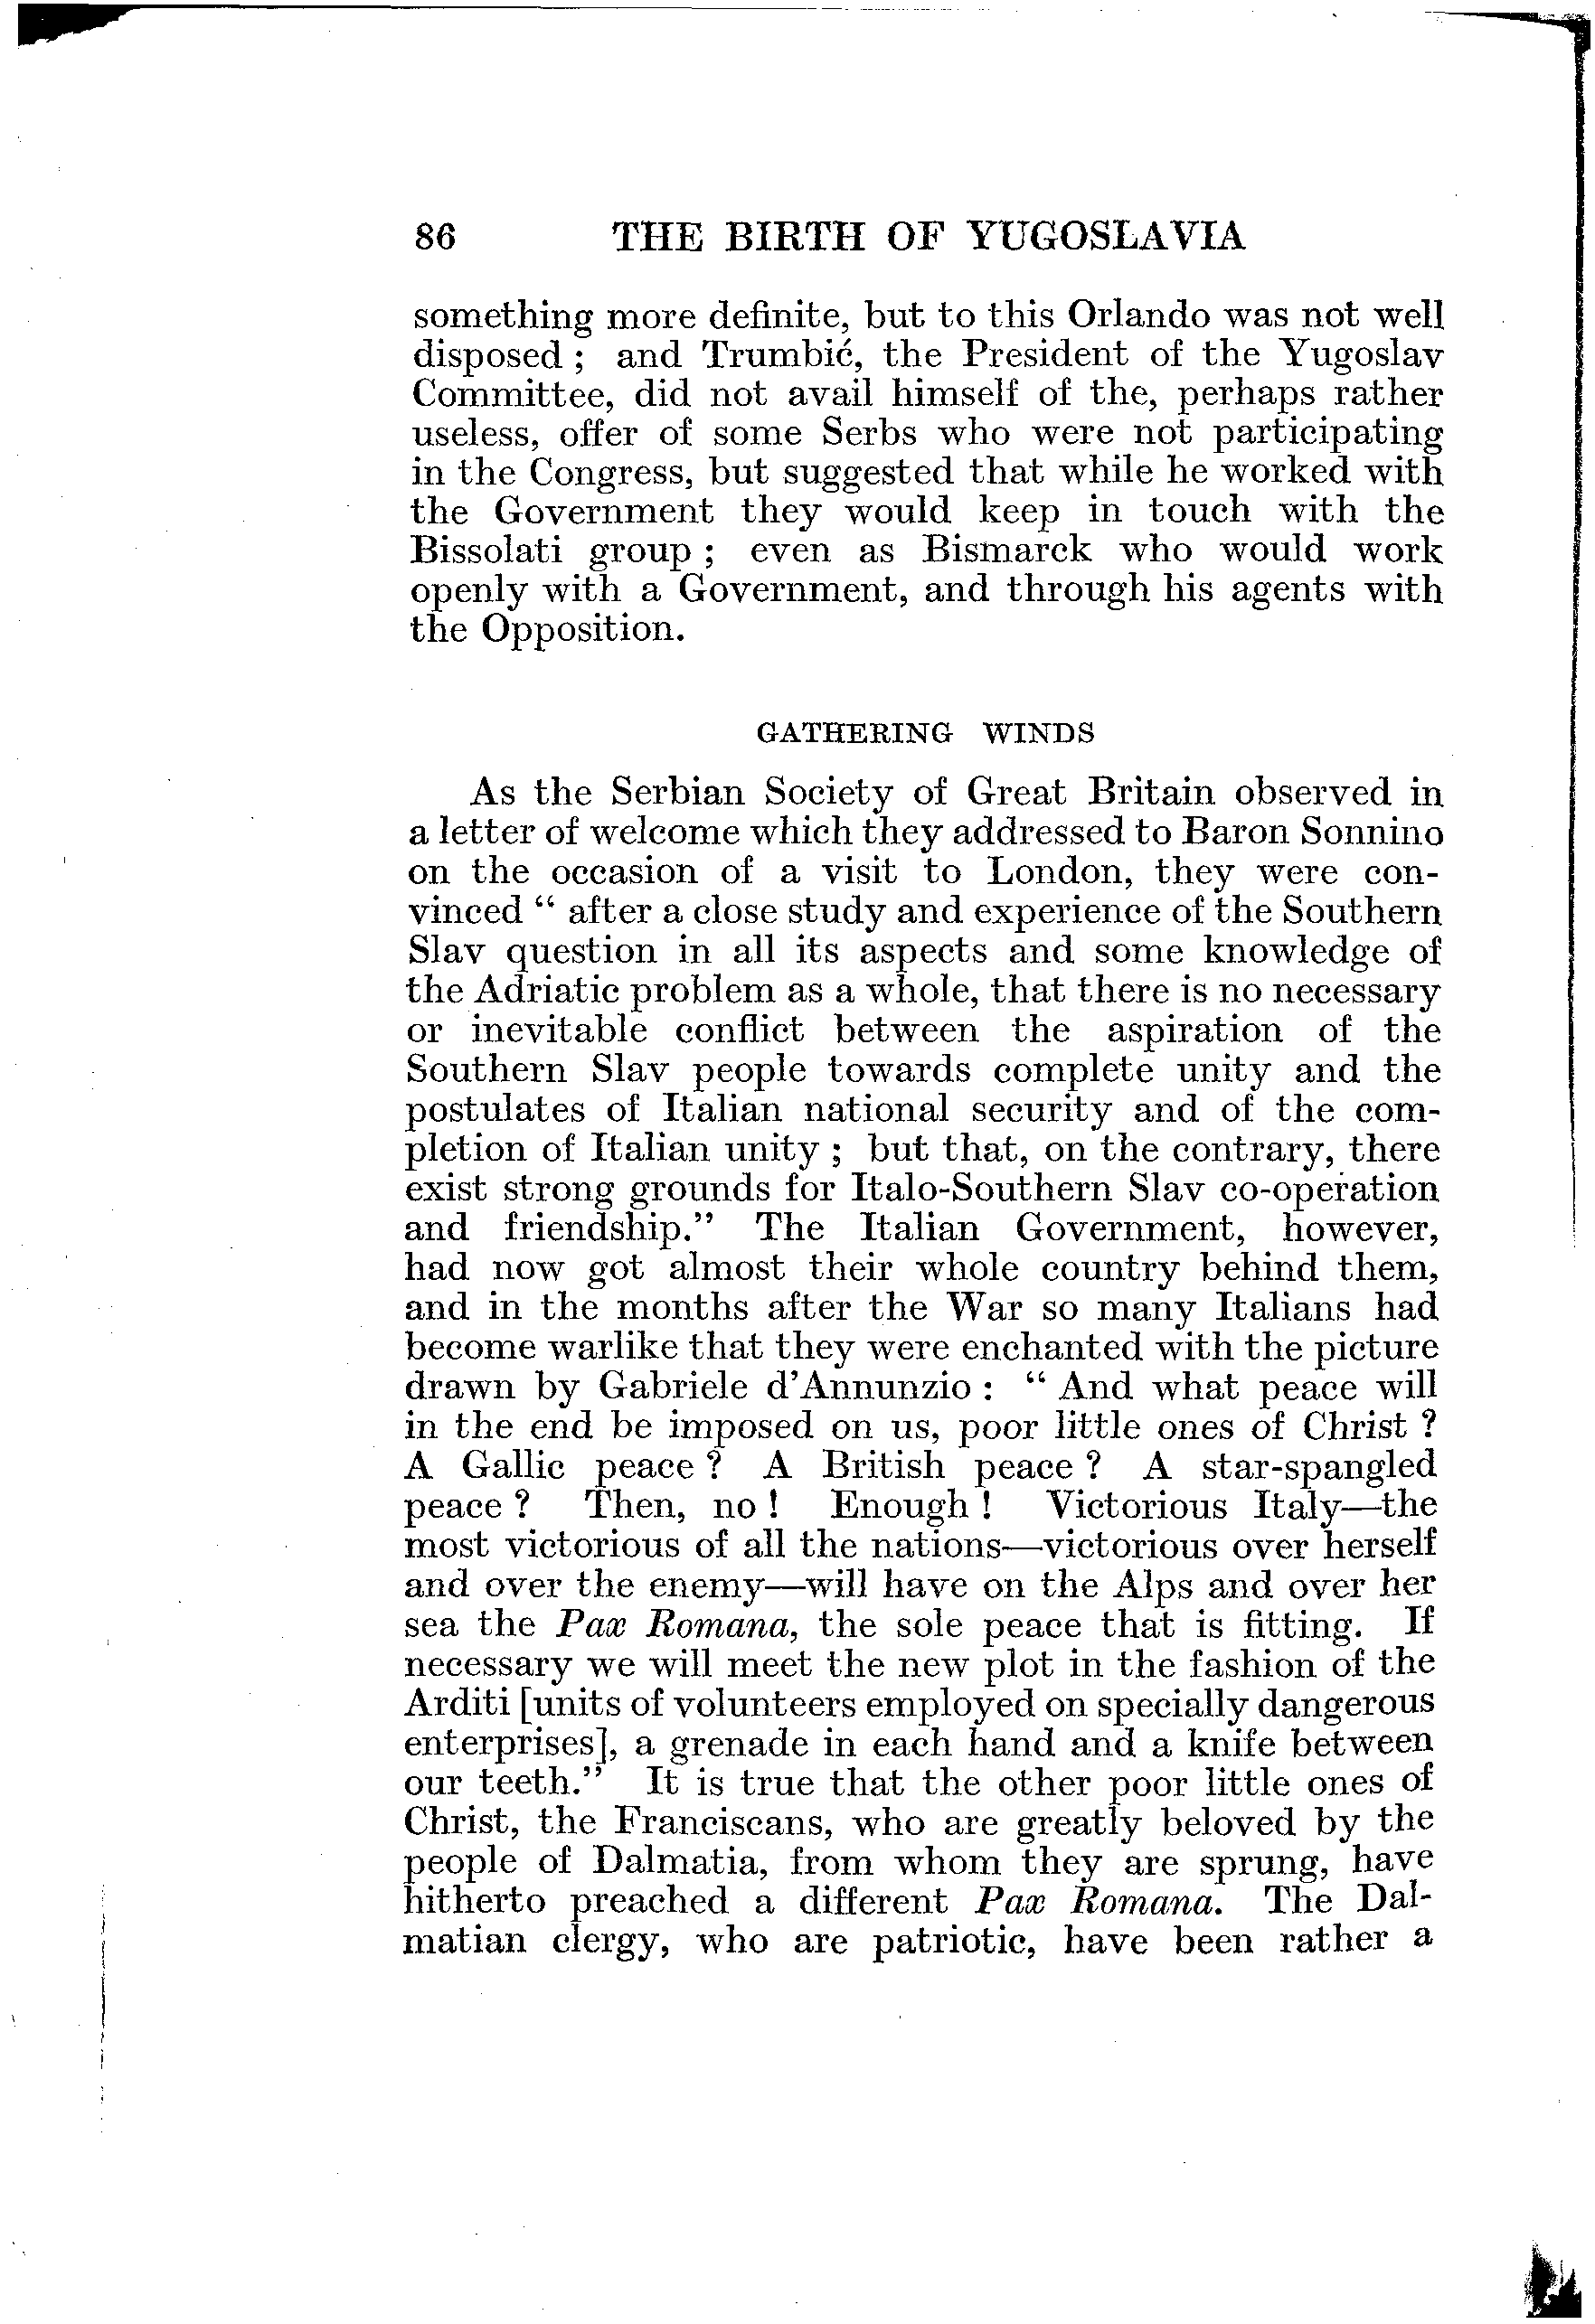 86 THE BIRTH OF YUGOSLAVIA
something more definite, but to this Orlando was not well
disposed ; and Trumbić, the President of the Yugoslav
Committee, did not avail himself of the, perhaps rather
useless, offer of some Serbs who were not participating
in the Congress, but suggested that while he worked with
the Government they would keep in touch with the
Bissolati group ; even as Bismarck who would work
openly with a Government, and through his agents with
the Opposition.
GATHERING WINDS
As the Serbian Society of Great Britain observed in
a letter of welcome which they addressed to Baron Sonnino
on the occasion of a visit to London, they were con-
vinced “ after a close study and experience of the Southern
Slav question in all its aspects and some knowledge of
the Adriatic problem as a whole, that there is no necessary
or inevitable conflict between the aspiration of the
Southern Slav people towards complete unity and the
postulates of Italian national security and of the com-
pletion of Italian unity ; but that, on the contrary, there
exist strong grounds for Italo-Southern Slav co-operation
and friendship.” The Italian Government, however,
had now got almost their whole country behind them,
and in the months after the War so many Italians had
become warlike that they were enchanted with the picture
drawn by Gabriele d'Annunzio : “ And what peace will
in the end be imposed on us, poor little ones of Christ ?
A Gallic peace ? A British peace ? A star-spangled
peace ? Then, no ! Enough ! Victorious Italy—the
most victorious of all the nations—victorious over herself
and over the enemy—will have on the Alps and over her
sea the Pax Romana, the sole peace that is fitting. If
necessary we will meet the new plot in the fashion of the
Arditi [units of volunteers employed on specially dangerous
enterprises], a grenade in each hand and a knife between
our teeth.” It is true that the other poor little ones of
Christ, the Franciscans, who are greatly beloved by the
people of Dalmatia, from whom they are sprung, have
hitherto preached a different Pax Romana. The Dal-
matian clergy, who are patriotic, have been rather a